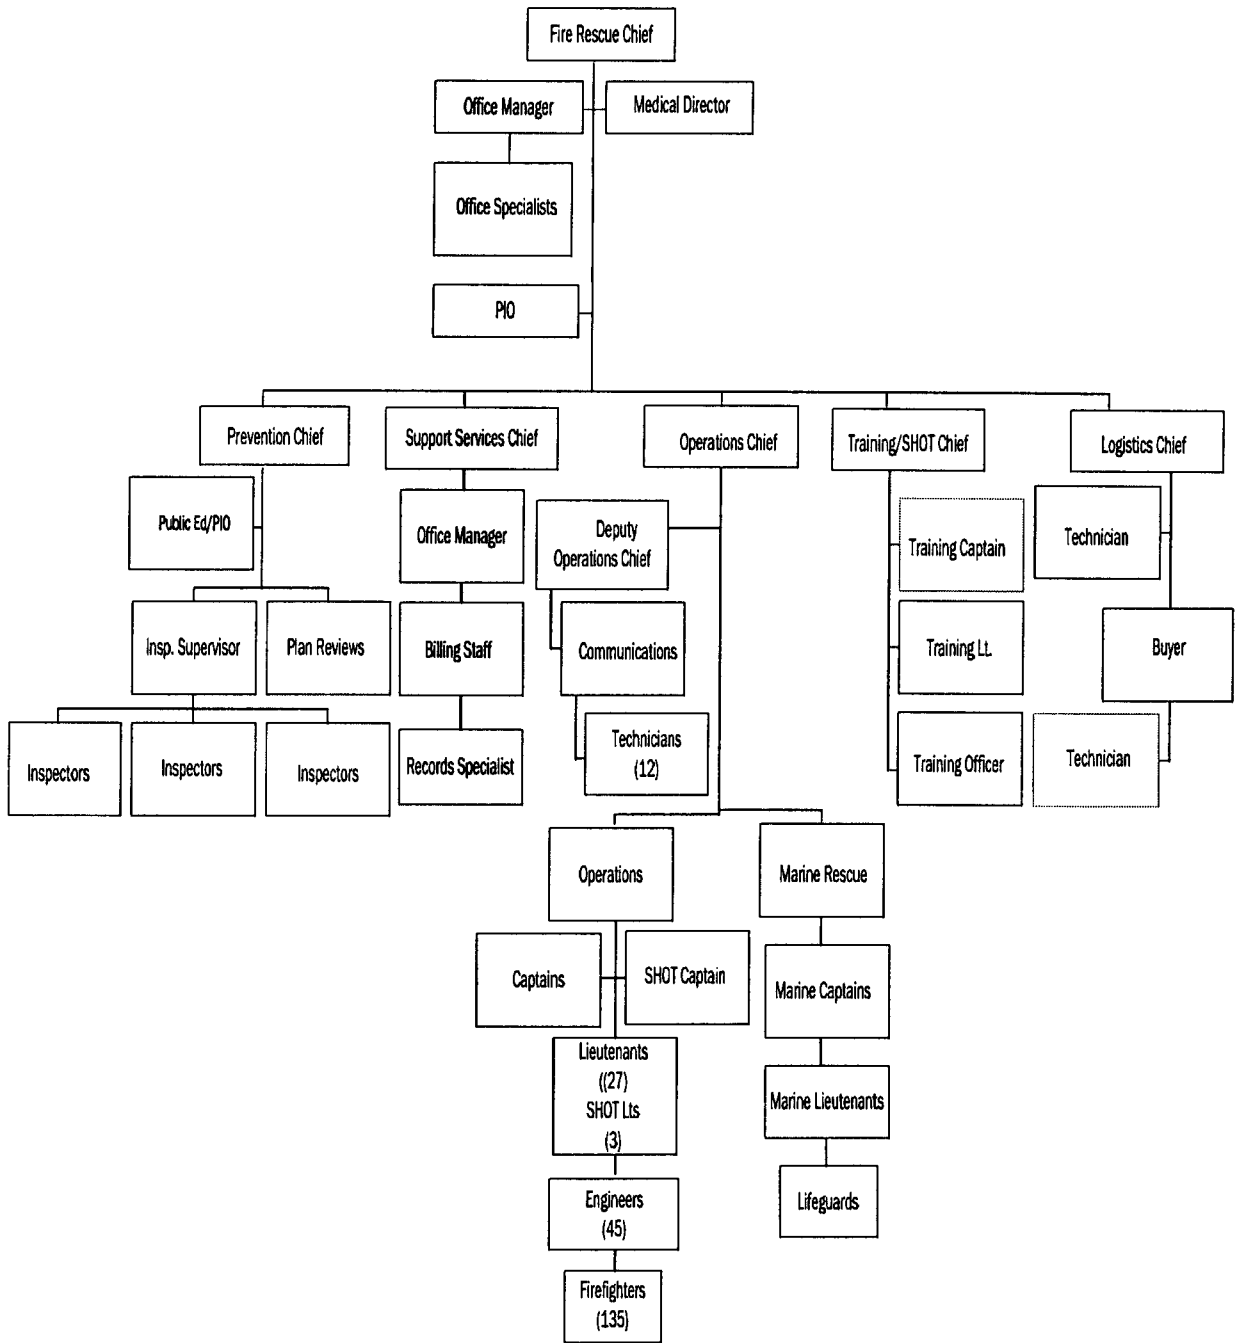 Fire Rescue Chief
Office Manager
Medical Director
Office Specialists
PIO
Prevention Chief
Support Services Chief
Operations Chief
Training/SHOT Chief
Logistics Chief
Public Ed/PIO
Office Manager
Deputy
Operations Chief
Training Captain
Technician
Insp. Supervisor
Plan Reviews
Billing Staff
Communications
Training Lt.
Buyer
Inspectors
Inspectors
Inspectors
Records Specialist
Technicians
(12)
Training Officer
Technician
Operations
Marine Rescue
Captains
SHOT Captain
Marine Captains
Lieutenants
((27)
SHOT Lts
(3)
Marine Lieutenants
Engineers
(45)
Lifeguards
Firefighters
(135)